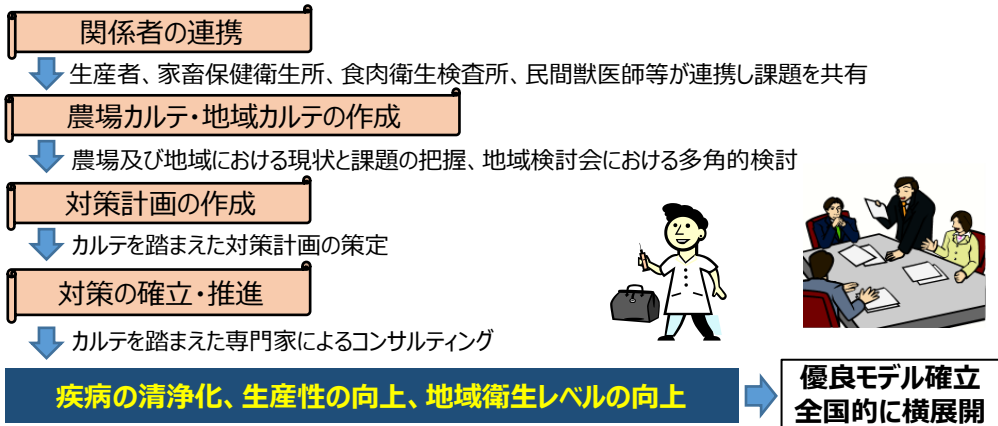 関係者の連携
生産者、家畜保健衛生所、食肉衛生検査所、民間獣医師等が連携し課題を共有
農場カルテ・地域カルテの作成
農場及び地域における現状と課題の把握、地域検討会における多角的検討
対策計画の作成
カルテを踏まえた対策計画の策定
対策の確立・推進
カルテを踏まえた専門家によるコンサルティング
疾病の清浄化、生産性の向上、地域衛生レベルの向上
優良モデル確立
全国的に横展開